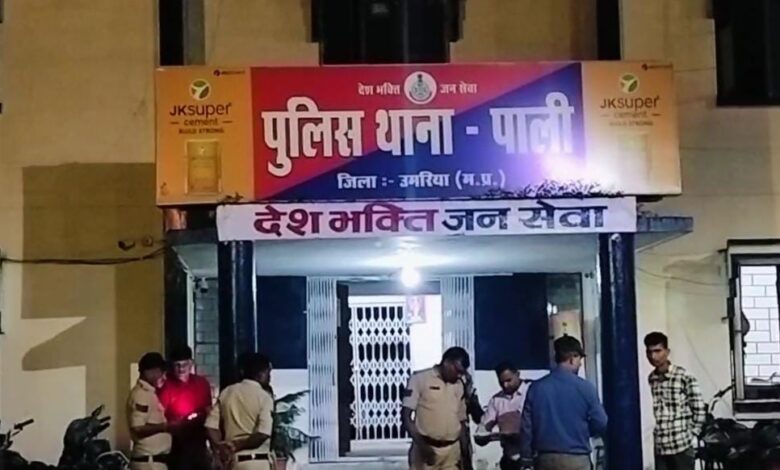 देश भक्ति जन सेवा
JKsuper
cement
BUILD STRONG
पुलिस थाना - पाली
जिला :- उमरिया (म.प्र.)
JKsuper
cement
BUILD STRONG
देश भक्ति जन सेवा